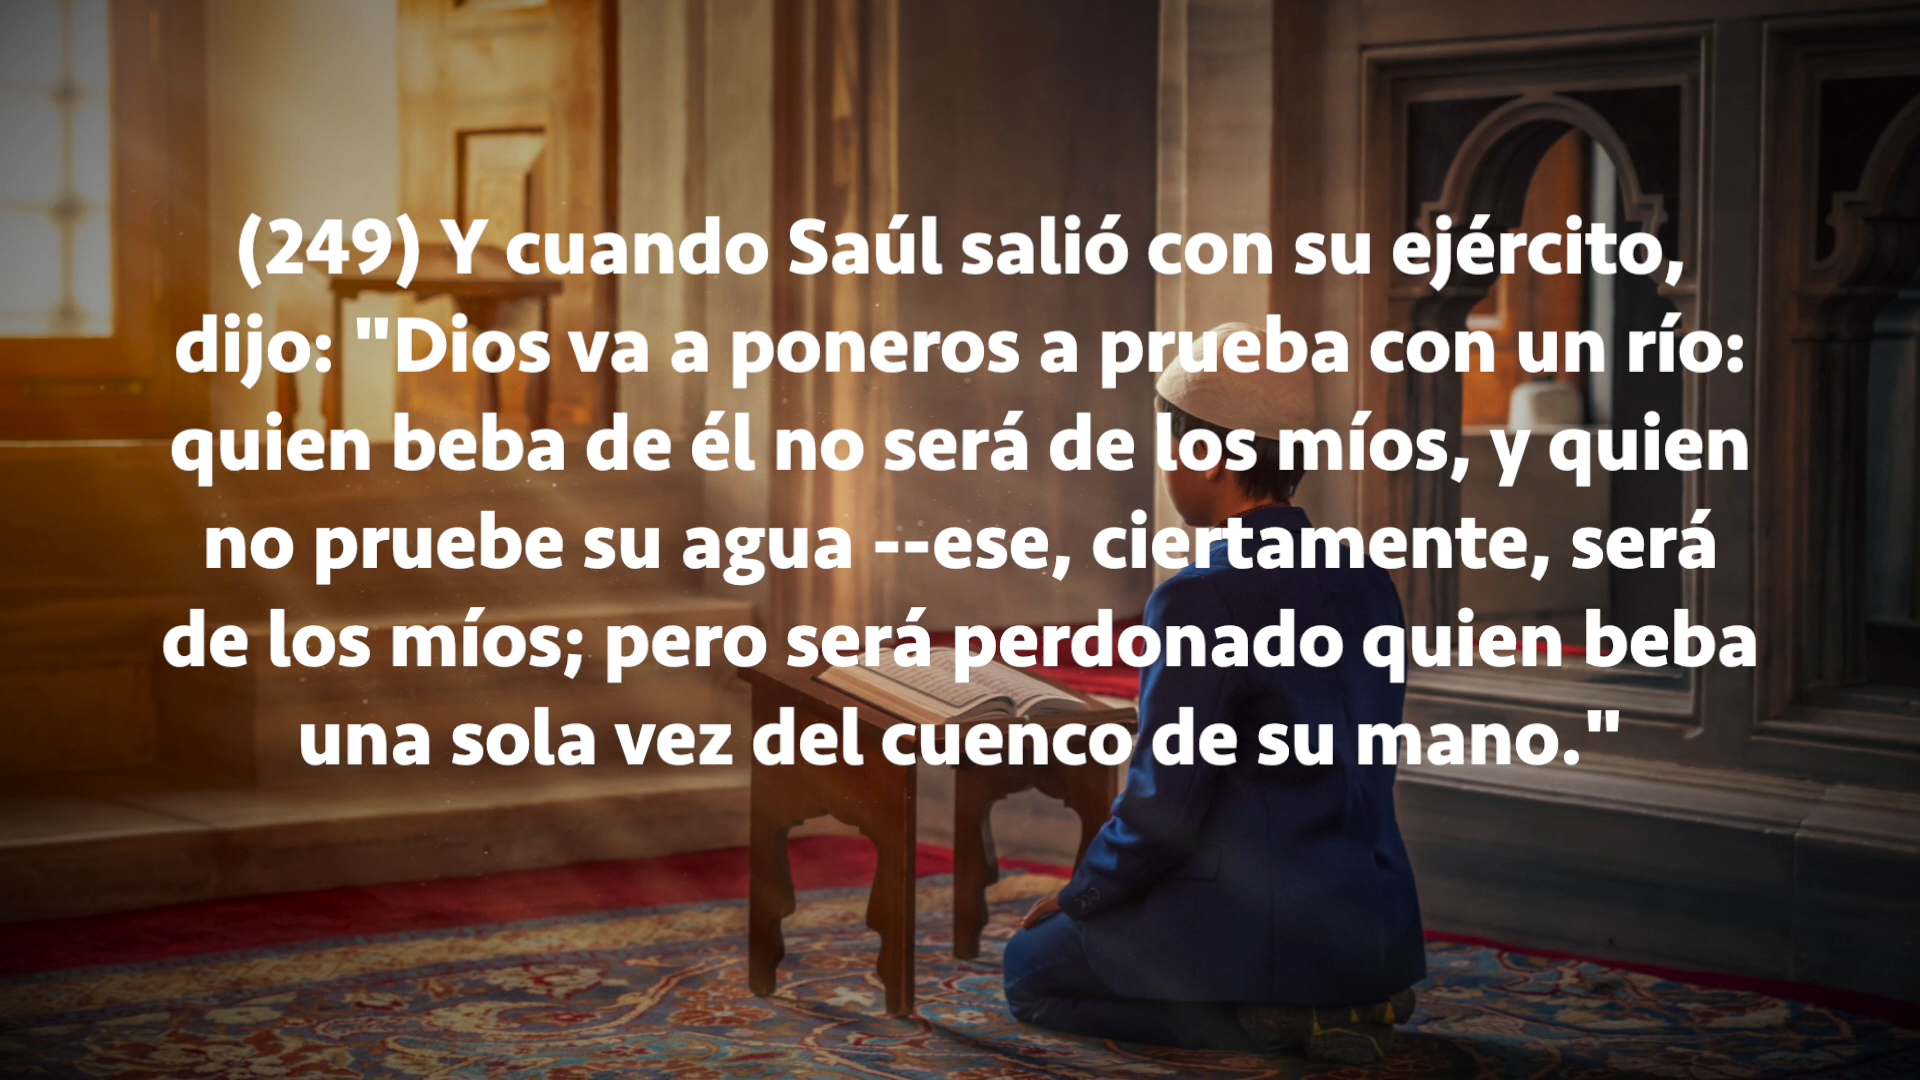 (249) Y cuando Saúl salió con su ejército,
dijo: "Dios va a poneros a prueba con un río:
quien beba de él no será de los míos, y quien
no pruebe su agua --ese, ciertamente, será
de los míos; pero será perdonado quien beba
una sola vez del cuenco de su mano."